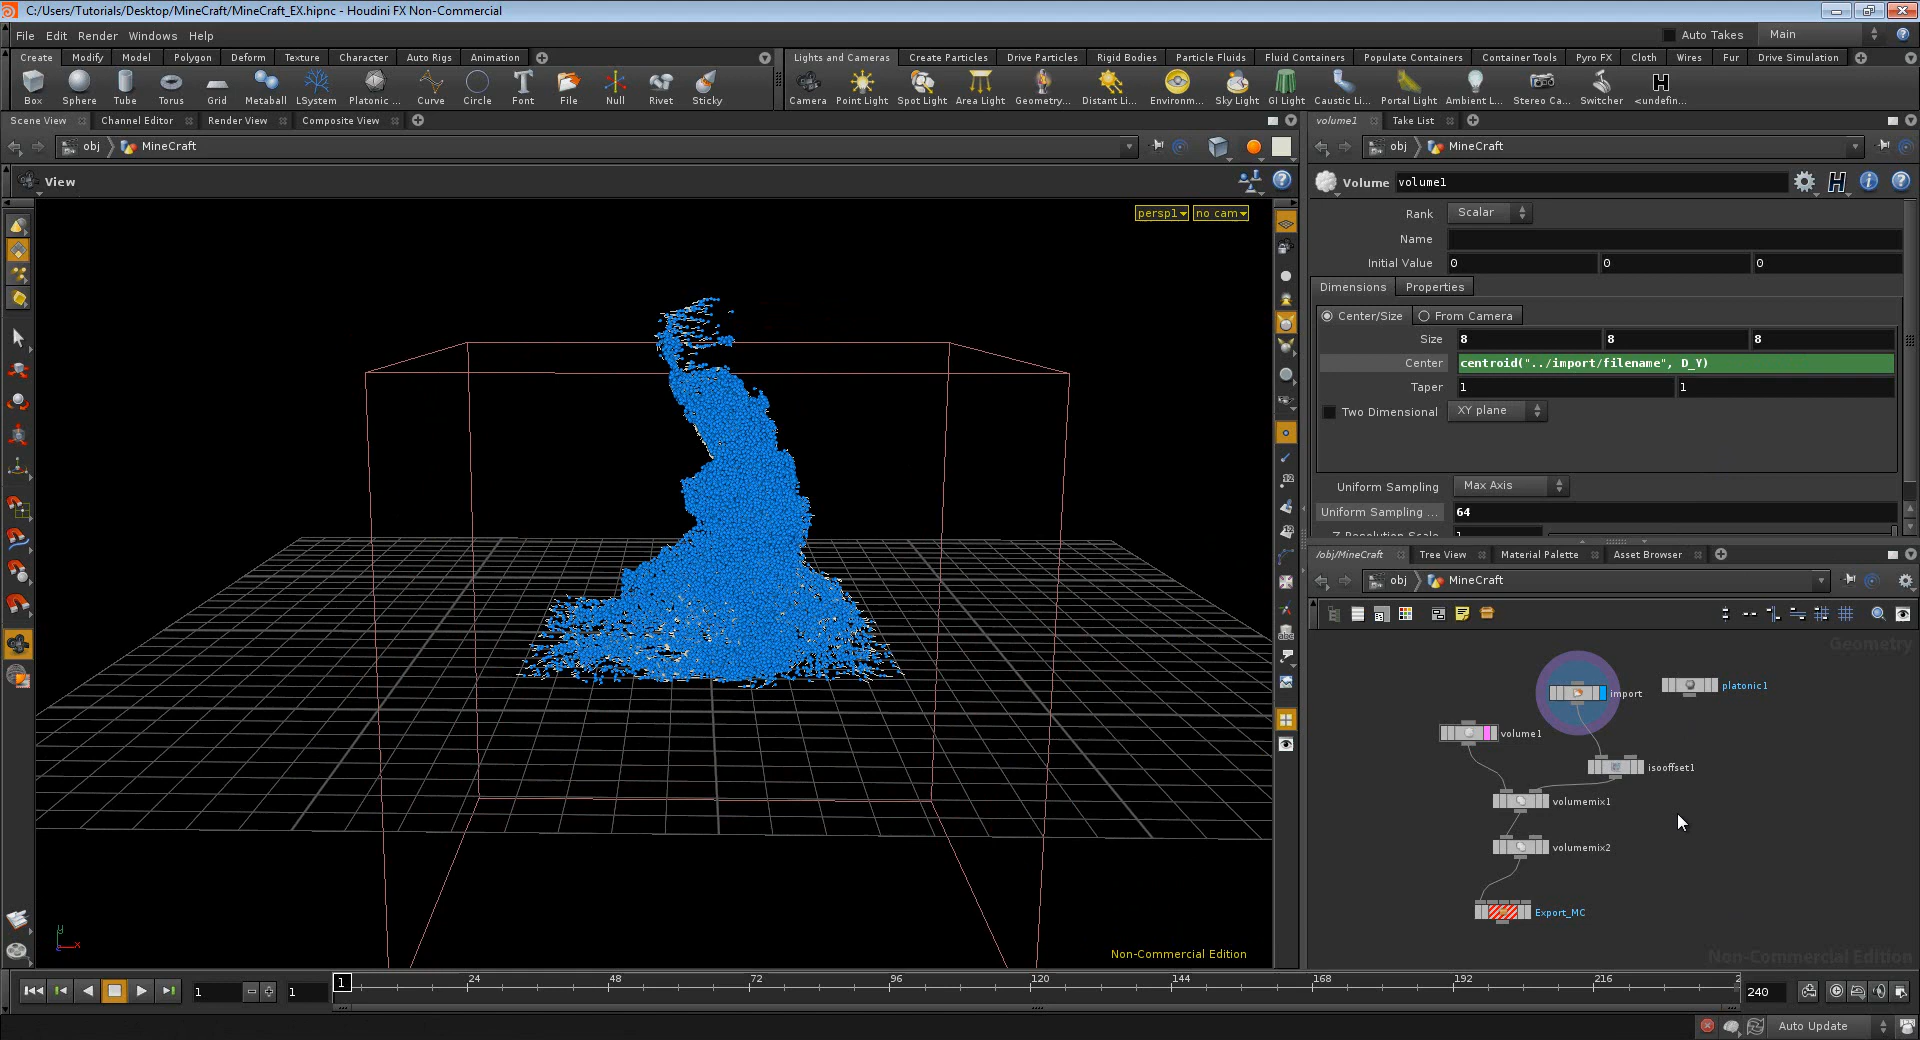 C:/Users/Tutorials/Desktop/MineCraft/MineCraft_EX.hipnc - Houdini FX Non-Commercial
File Edit Render Windows Help
Auto Takes Main
Create Modify Model Polygon Deform Texture Character Auto Rigs Animation
Lights and Cameras Create Particles Drive Particles Rigid Bodies Particle Fluids Fluid Containers Populate Containers Container Tools Pyro FX Cloth Wires Fur Drive Simulation
Box Sphere Tube Torus Grid Metaball LSystem Platonic ... Curve Circle Font File Null Rivet Sticky
Camera Point Light Spot Light Area Light Geometry... Distant Li... Environm... Sky Light GI Light Caustic Li... Portal Light Ambient L... Stereo Ca... Switcher <undefin...
Scene View Channel Editor Render View Composite View
volume1 Take List
obj MineCraft
obj MineCraft
View
persp1 no cam
Volume volume1
Rank Scalar
Name
Initial Value 0 0 0
Dimensions Properties
Center/Size From Camera
Size 8 8 8
Center centroid("../import/filename", D_Y)
Taper 1 1
Two Dimensional XY plane
Uniform Sampling Max Axis
Uniform Sampling ... 64
Z Resolution Scale 1
/obj/MineCraft Tree View Material Palette Asset Browser
obj MineCraft
Geometry
import
platonic1
volume1
isooffset1
volumemix1
volumemix2
Export_MC
Non-Commercial Edition
Non-Commercial Edition
y
x
1 1 1 24 48 72 96 120 144 168 192 216 2 240
Auto Update